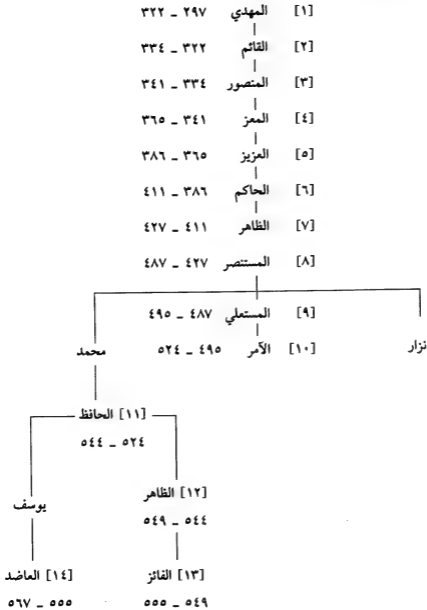 [١] المهدي ٢٩٧ ـ ٣٢٢
[٢] القائم ٣٢٢ ـ ٣٣٤
[٣] المنصور ٣٣٤ ـ ٣٤١
[٤] المعز ٣٤١ ـ ٣٦٥
[٥] العزيز ٣٦٥ ـ ٣٨٦
[٦] الحاكم ٣٨٦ ـ ٤١١
[٧] الظاهر ٤١١ ـ ٤٢٧
[٨] المستنصر ٤٢٧ ـ ٤٨٧
[٩] المستعلي ٤٨٧ ـ ٤٩٥
نزار [١٠] الآمر ٤٩٥ ـ ٥٢٤ محمد
[١١] الحافظ
٥٢٤ ـ ٥٤٤
[١٢] الظاهر يوسف
٥٤٤ ـ ٥٤٩
[١٣] الفائز [١٤] العاضد
٥٤٩ ـ ٥٥٥ ٥٥٥ ـ ٥٦٧